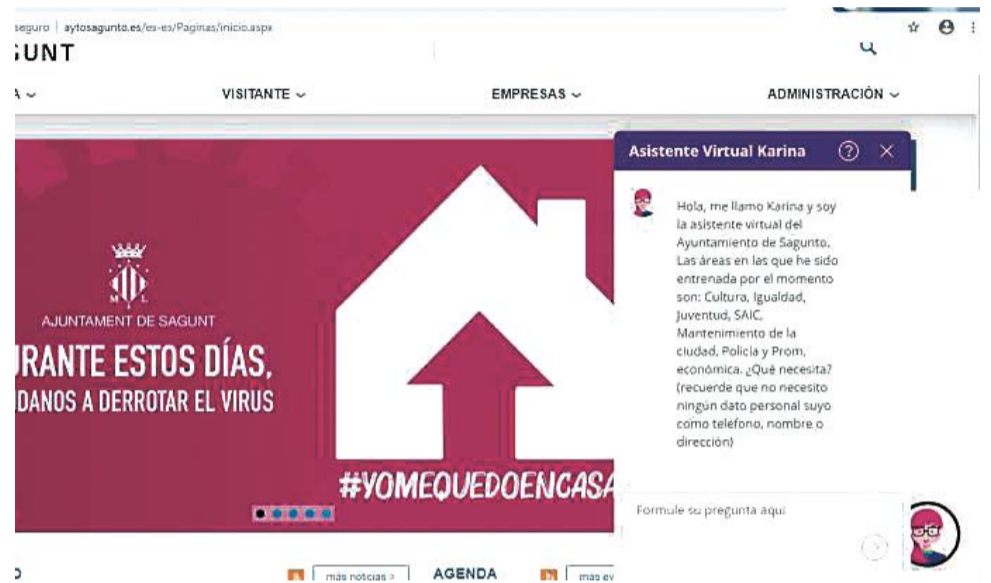 seguro | aytosagunto.es/es-es/Paginas/inicio.aspx
GUNT
A
VISITANTE
EMPRESAS
ADMINISTRACIÓN
Asistente Virtual Karina
?
Hola, me llamo Karina y soy
la asistente virtual del
Ayuntamiento de Sagunto.
Las áreas en las que he sido
entrenada por el momento
son: Cultura, Igualdad,
Juventud, SAIC,
Mantenimiento de la
ciudad, Policía y Prom.
económica. ¿Qué necesita?
(recuerde que no necesito
ningún dato personal suyo
como teléfono, nombre o
dirección)
Formule su pregunta aquí
M L
AJUNTAMENT DE SAGUNT
URANTE ESTOS DÍAS,
DANOS A DERROTAR EL VIRUS
#YOMEQUEDOENCASA
más noticias >
AGENDA
más ev